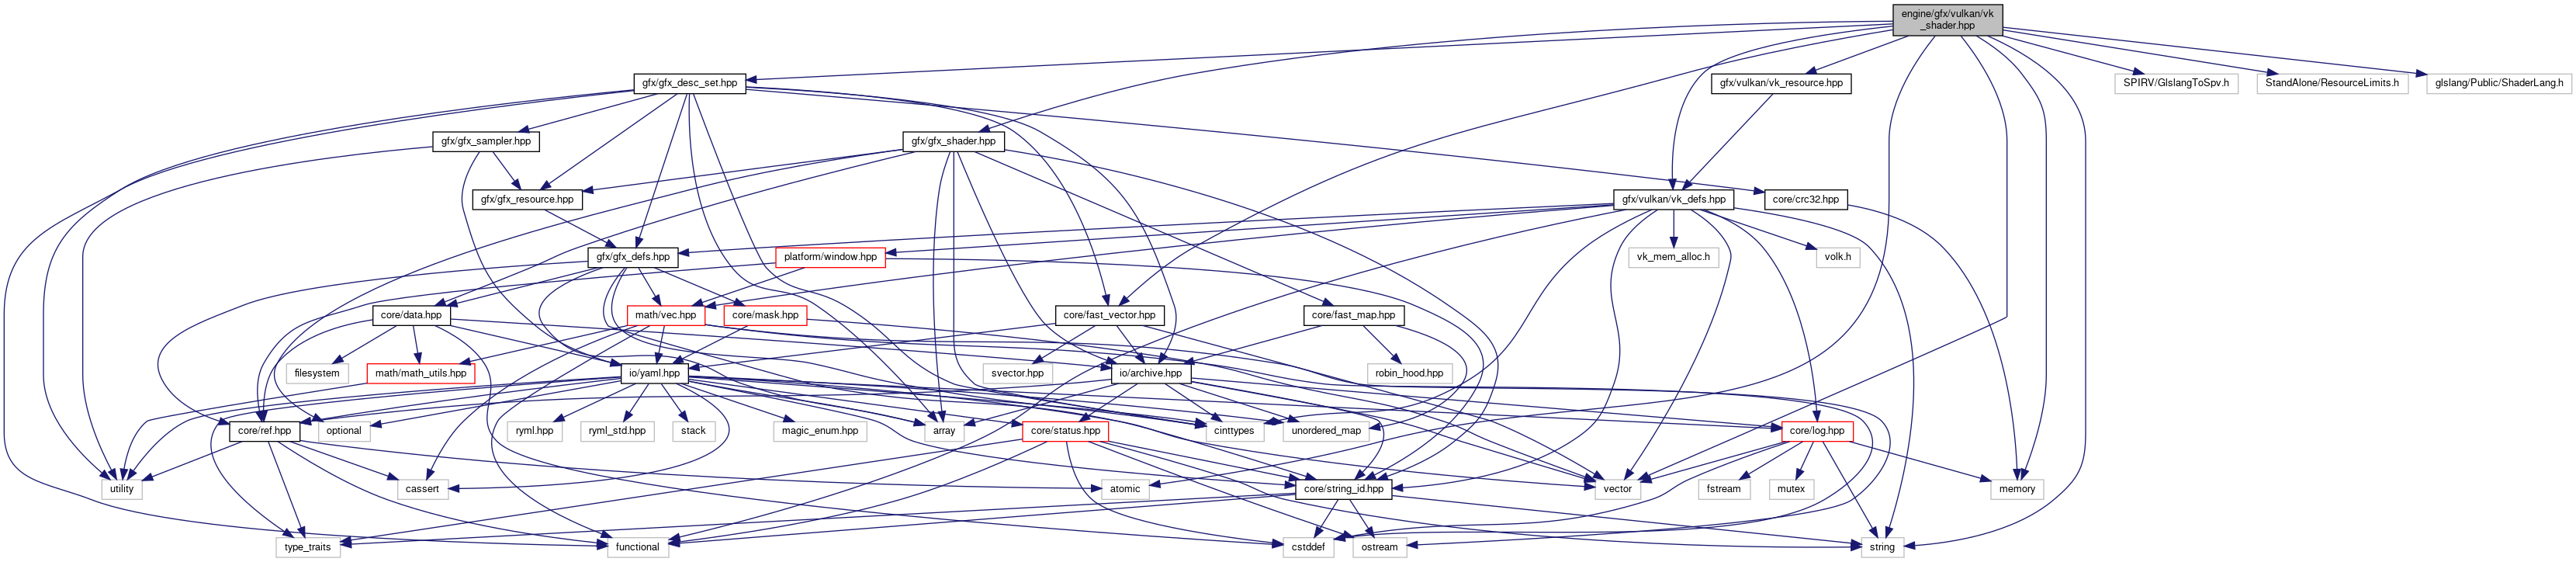 engine/gfx/vulkan/vk
_shader.hpp
gfx/gfx_desc_set.hpp
gfx/vulkan/vk_resource.hpp
SPIRV/GlslangToSpv.h
StandAlone/ResourceLimits.h
glslang/Public/ShaderLang.h
gfx/gfx_sampler.hpp
gfx/gfx_shader.hpp
gfx/gfx_resource.hpp
gfx/vulkan/vk_defs.hpp
core/crc32.hpp
gfx/gfx_defs.hpp
platform/window.hpp
vk_mem_alloc.h
volk.h
core/data.hpp
math/vec.hpp
core/mask.hpp
core/fast_vector.hpp
core/fast_map.hpp
filesystem
math/math_utils.hpp
io/yaml.hpp
svector.hpp
io/archive.hpp
robin_hood.hpp
core/ref.hpp
optional
ryml.hpp
ryml_std.hpp
stack
magic_enum.hpp
array
core/status.hpp
cinttypes
unordered_map
core/log.hpp
utility
cassert
atomic
core/string_id.hpp
vector
fstream
mutex
memory
type_traits
functional
cstddef
ostream
string